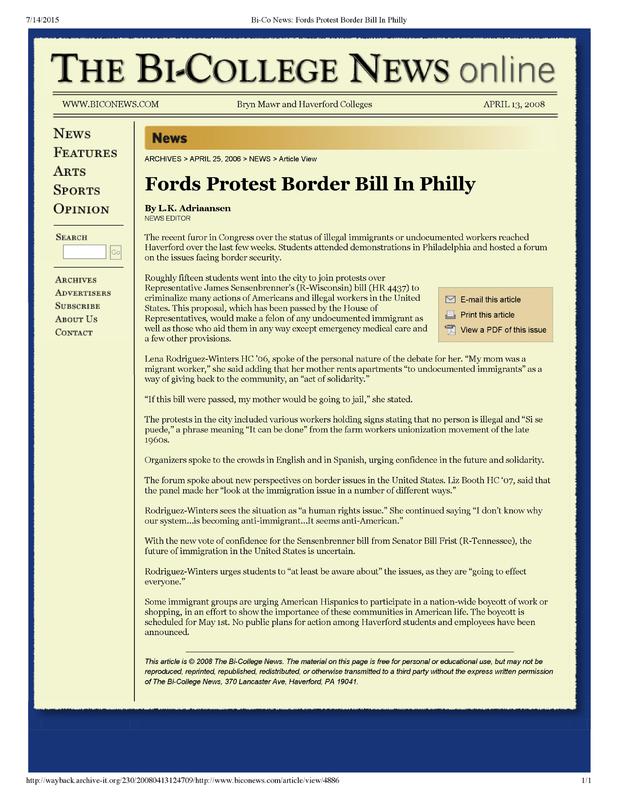 7/14/2015 Bi-Co News: Fords Protest Border Bill In Philly
THE BI-COLLEGE NEWS online
WWW.BICONEWS.COM Bryn Mawr and Haverford Colleges APRIL 13, 2008
NEWS
FEATURES
ARTS
SPORTS
OPINION
SEARCH
Go
ARCHIVES
ADVERTISERS
SUBSCRIBE
ABOUT US
CONTACT
News
ARCHIVES > APRIL 25, 2006 > NEWS > Article View
Fords Protest Border Bill In Philly
By L.K. Adriaansen
NEWS EDITOR
The recent furor in Congress over the status of illegal immigrants or undocumented workers reached
Haverford over the last few weeks. Students attended demonstrations in Philadelphia and hosted a forum
on the issues facing border security.
Roughly fifteen students went into the city to join protests over
Representative James Sensenbrenner's (R-Wisconsin) bill (HR 4437) to
criminalize many actions of Americans and illegal workers in the United
States. This proposal, which has been passed by the House of
Representatives, would make a felon of any undocumented immigrant as
well as those who aid them in any way except emergency medical care and
a few other provisions.
E-mail this article
Print this article
View a PDF of this issue
Lena Rodriguez-Winters HC '06, spoke of the personal nature of the debate for her. "My mom was a
migrant worker," she said adding that her mother rents apartments "to undocumented immigrants" as a
way of giving back to the community, an "act of solidarity."
"If this bill were passed, my mother would be going to jail," she stated.
The protests in the city included various workers holding signs stating that no person is illegal and "Si se
puede," a phrase meaning "It can be done" from the farm workers unionization movement of the late
1960s.
Organizers spoke to the crowds in English and in Spanish, urging confidence in the future and solidarity.
The forum spoke about new perspectives on border issues in the United States. Liz Booth HC '07, said that
the panel made her "look at the immigration issue in a number of different ways."
Rodriguez-Winters sees the situation as "a human rights issue." She continued saying "I don't know why
our system...is becoming anti-immigrant...It seems anti-American."
With the new vote of confidence for the Sensenbrenner bill from Senator Bill Frist (R-Tennessee), the
future of immigration in the United States is uncertain.
Rodriguez-Winters urges students to "at least be aware about" the issues, as they are "going to effect
everyone."
Some immigrant groups are urging American Hispanics to participate in a nation-wide boycott of work or
shopping, in an effort to show the importance of these communities in American life. The boycott is
scheduled for May 1st. No public plans for action among Haverford students and employees have been
announced.
This article is © 2008 The Bi-College News. The material on this page is free for personal or educational use, but may not be
reproduced, reprinted, republished, redistributed, or otherwise transmitted to a third party without the express written permission
of The Bi-College News, 370 Lancaster Ave, Haverford, PA 19041.
http://wayback.archive-it.org/230/20080413124709/http://www.biconews.com/article/view/4886 1/1